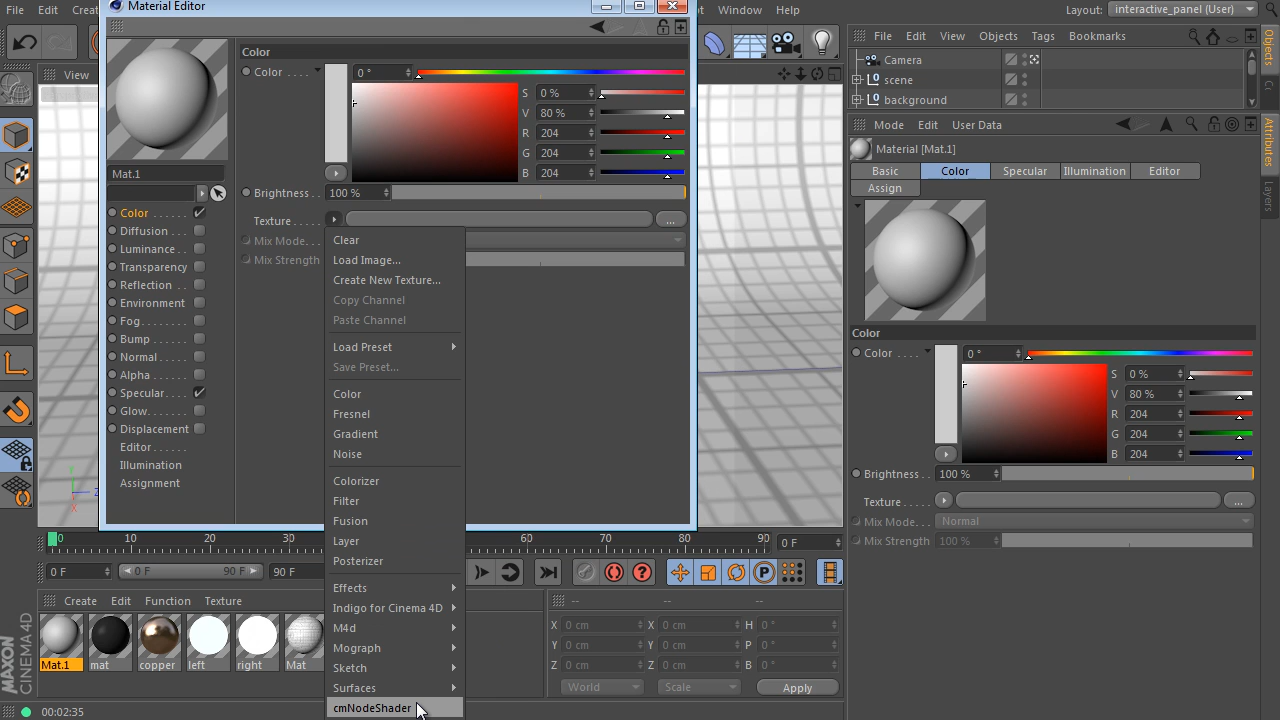 File Edit Creat
Material Editor
Window Help
Layout: interactive_panel (User)
View
Color
Color . . . . 0 °
S 0 %
V 80 %
R 204
G 204
B 204
Mat.1
Brightness . . 100 %
Texture . . . . . ...
Mix Mode. . .
Mix Strength
Color . . . . . .
Diffusion . . .
Luminance. .
Transparency
Reflection . .
Environment
Fog. . . . . . . .
Bump . . . . .
Normal . . . .
Alpha . . . . .
Specular. . . .
Glow. . . . . .
Displacement
Editor . . . . .
Illumination
Assignment
Clear
Load Image...
Create New Texture...
Copy Channel
Paste Channel
Load Preset
Save Preset...
Color
Fresnel
Gradient
Noise
Colorizer
Filter
Fusion
Layer
Posterizer
Effects
Indigo for Cinema 4D
M4d
Mograph
Sketch
Surfaces
cmNodeShader
File Edit View Objects Tags Bookmarks
Camera
scene
background
Objects
Attributes
Layers
Mode Edit User Data
Material [Mat.1]
Basic Color Specular Illumination Editor
Assign
Color
Color . . . . 0 °
S 0 %
V 80 %
R 204
G 204
B 204
Brightness . . 100 %
Texture . . . . . ...
Mix Mode. . . Normal
Mix Strength 100 %
0 10 20 30 60 70 80 90 0 F
0 F 0 F 90 F 90 F
Create Edit Function Texture
Mat.1 mat copper left right Mat
-- -- --
X 0 cm X 0 cm H 0 °
Y 0 cm Y 0 cm P 0 °
Z 0 cm Z 0 cm B 0 °
World Scale Apply
MAXON
CINEMA 4D
00:02:35